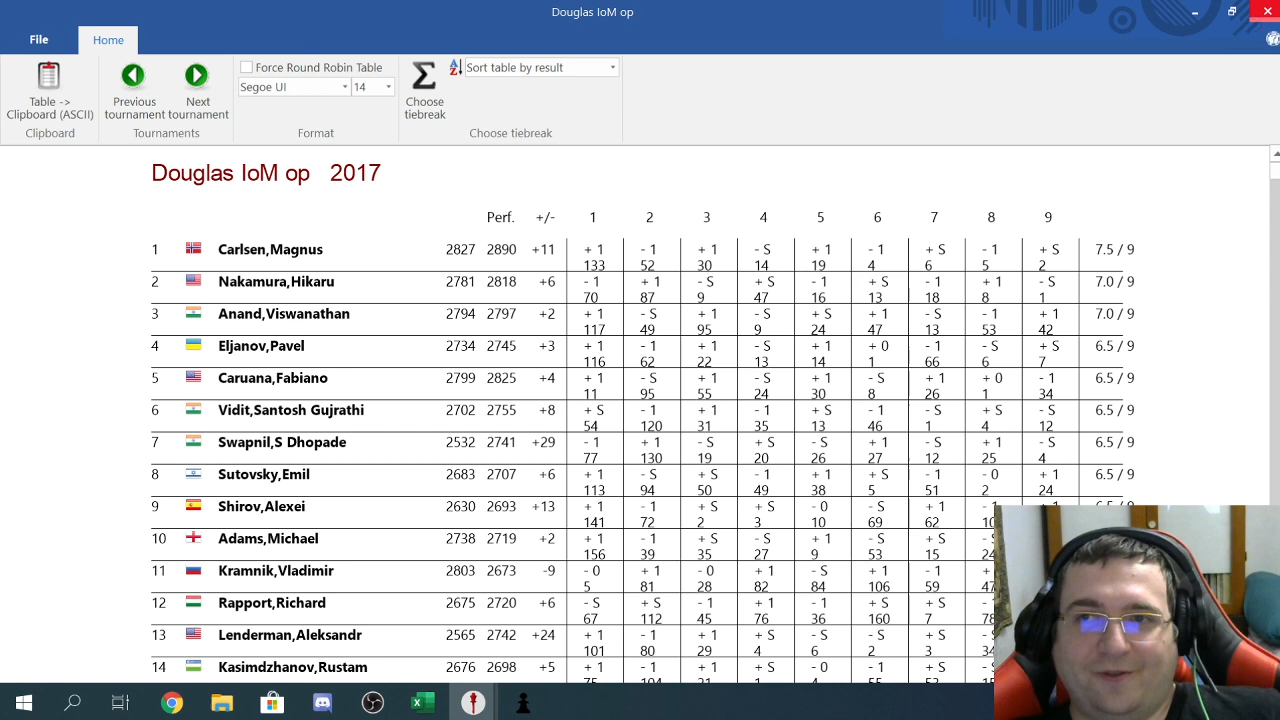 Douglas IoM op
File Home
Force Round Robin Table
Sort table by result
Segoe UI 14
Table -> Clipboard (ASCII)
Previous tournament
Next tournament
Choose tiebreak
Clipboard Tournaments Format Choose tiebreak
Douglas IoM op 2017
Perf. +/- 1 2 3 4 5 6 7 8 9
1 Carlsen,Magnus 2827 2890 +11 + 1 - 1 + 1 - S + 1 - 1 + S - 1 + S 7.5 / 9
133 52 30 14 19 4 6 5 2
2 Nakamura,Hikaru 2781 2818 +6 - 1 + 1 - S + S - 1 + S - 1 + 1 - S 7.0 / 9
70 87 9 47 16 13 18 8 1
3 Anand,Viswanathan 2794 2797 +2 + 1 - S + 1 - S + S + 1 - S - 1 + 1 7.0 / 9
117 49 95 9 24 47 13 53 42
4 Eljanov,Pavel 2734 2745 +3 + 1 - 1 + 1 - S + 1 + 0 - 1 - S + S 6.5 / 9
116 62 22 13 14 1 66 6 7
5 Caruana,Fabiano 2799 2825 +4 + 1 - S + 1 - S + 1 - S + 1 + 0 - 1 6.5 / 9
11 95 55 24 30 8 26 1 34
6 Vidit,Santosh Gujrathi 2702 2755 +8 + S - 1 + 1 - 1 + S - 1 - S + S - S 6.5 / 9
54 120 31 35 13 46 1 4 12
7 Swapnil,S Dhopade 2532 2741 +29 - 1 + 1 - S + S - S + 1 - S + 1 - S 6.5 / 9
77 130 19 20 26 27 12 25 4
8 Sutovsky,Emil 2683 2707 +6 + 1 - S + S - 1 + 1 + S - 1 - 0 + 1 6.5 / 9
113 94 50 49 38 5 51 2 24
9 Shirov,Alexei 2630 2693 +13 + 1 - 1 + S + S - 0 - S + 1
141 72 2 3 10 69 62
10 Adams,Michael 2738 2719 +2 + 1 - 1 + S - S + 1 - S + S
156 39 35 27 9 53 15
11 Kramnik,Vladimir 2803 2673 -9 - 0 + 1 - 0 + 1 - S + 1 - 1
5 81 28 82 84 106 59
12 Rapport,Richard 2675 2720 +6 - S + S - 1 + 1 - 1 + S + S
67 112 45 76 36 160 7
13 Lenderman,Aleksandr 2565 2742 +24 + 1 - 1 + 1 + S - S - S + S
101 80 29 4 6 2 3
14 Kasimdzhanov,Rustam 2676 2698 +5 + 1 - 1 + 1 + S - 0 - 1 + S